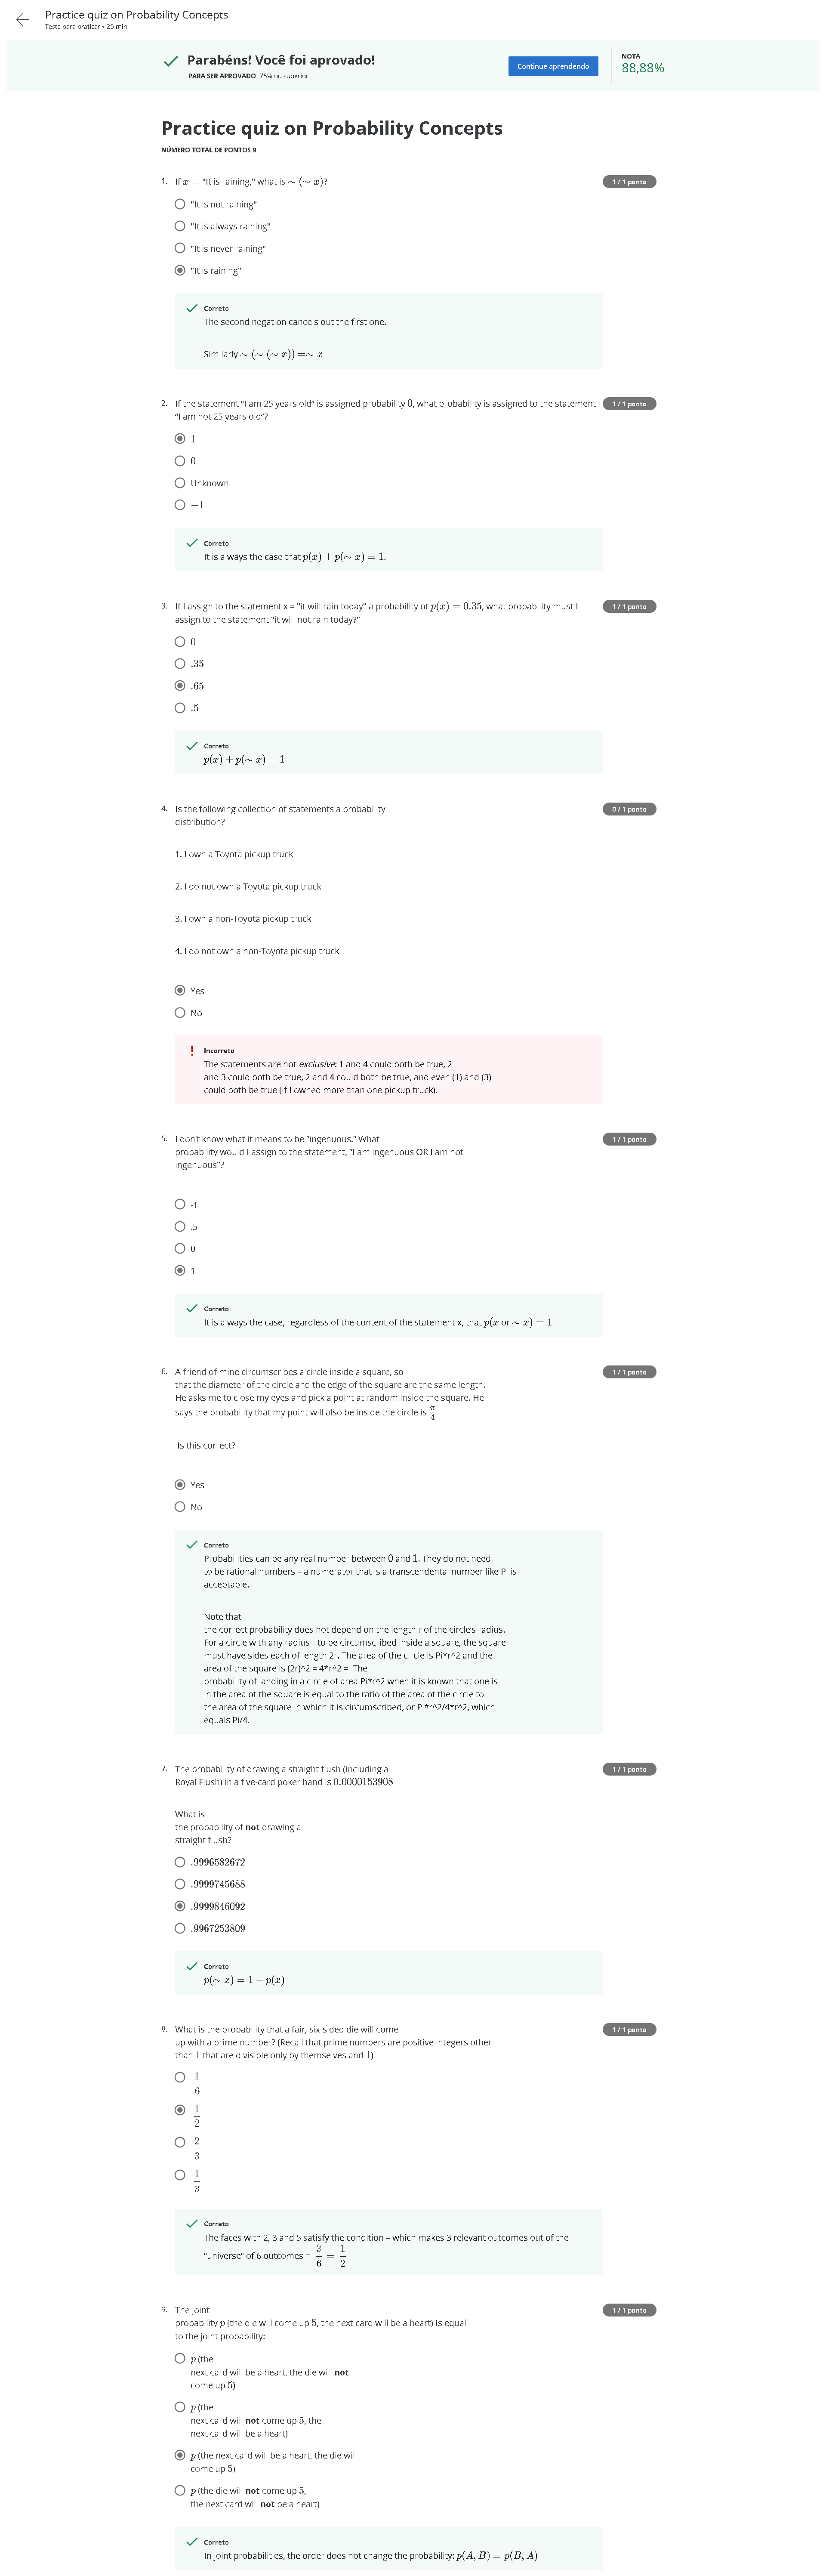 Practice quiz on Probability Concepts
Teste para praticar • 25 min
Parabéns! Você foi aprovado!
PARA SER APROVADO 75% ou superior
Continue aprendendo
NOTA
88,88%
Practice quiz on Probability Concepts
NÚMERO TOTAL DE PONTOS 9
1. If x = "It is raining," what is ∼ (∼ x)?
1 / 1 ponto
"It is not raining"
"It is always raining"
"It is never raining"
"It is raining"
Correto
The second negation cancels out the first one.
Similarly ∼ (∼ (∼ x)) =∼ x
2. If the statement “I am 25 years old” is assigned probability 0, what probability is assigned to the statement
“I am not 25 years old”?
1 / 1 ponto
1
0
Unknown
−1
Correto
It is always the case that p(x) + p(∼ x) = 1.
3. If I assign to the statement x = “it will rain today” a probability of p(x) = 0.35, what probability must I
assign to the statement "it will not rain today?”
1 / 1 ponto
0
.35
.65
.5
Correto
p(x) + p(∼ x) = 1
4. Is the following collection of statements a probability
distribution?
0 / 1 ponto
1. I own a Toyota pickup truck
2. I do not own a Toyota pickup truck
3. I own a non-Toyota pickup truck
4. I do not own a non-Toyota pickup truck
Yes
No
Incorreto
The statements are not exclusive: 1 and 4 could both be true, 2
and 3 could both be true, 2 and 4 could both be true, and even (1) and (3)
could both be true (if I owned more than one pickup truck).
5. I don’t know what it means to be “ingenuous.” What
probability would I assign to the statement, “I am ingenuous OR I am not
ingenuous”?
1 / 1 ponto
-1
.5
0
1
Correto
It is always the case, regardless of the content of the statement x, that p(x or ∼ x) = 1
6. A friend of mine circumscribes a circle inside a square, so
that the diameter of the circle and the edge of the square are the same length.
He asks me to close my eyes and pick a point at random inside the square. He
says the probability that my point will also be inside the circle is π/4
1 / 1 ponto
Is this correct?
Yes
No
Correto
Probabilities can be any real number between 0 and 1. They do not need
to be rational numbers – a numerator that is a transcendental number like Pi is
acceptable.
Note that
the correct probability does not depend on the length r of the circle’s radius.
For a circle with any radius r to be circumscribed inside a square, the square
must have sides each of length 2r. The area of the circle is Pi*r^2 and the
area of the square is (2r)^2 = 4*r^2 = The
probability of landing in a circle of area Pi*r^2 when it is known that one is
in the area of the square is equal to the ratio of the area of the circle to
the area of the square in which it is circumscribed, or Pi*r^2/4*r^2, which
equals Pi/4.
7. The probability of drawing a straight flush (including a
Royal Flush) in a five-card poker hand is 0.0000153908
1 / 1 ponto
What is
the probability of not drawing a
straight flush?
.9996582672
.9999745688
.9999846092
.9967253809
Correto
p(∼ x) = 1 − p(x)
8. What is the probability that a fair, six-sided die will come
up with a prime number? (Recall that prime numbers are positive integers other
than 1 that are divisible only by themselves and 1)
1 / 1 ponto
1/6
1/2
2/3
1/3
Correto
The faces with 2, 3 and 5 satisfy the condition – which makes 3 relevant outcomes out of the
“universe” of 6 outcomes = 3/6 = 1/2
9. The joint
probability p (the die will come up 5, the next card will be a heart) Is equal
to the joint probability:
1 / 1 ponto
p (the
next card will be a heart, the die will not
come up 5)
p (the
next card will not come up 5, the
next card will be a heart)
p (the next card will be a heart, the die will
come up 5)
p (the die will not come up 5,
the next card will not be a heart)
Correto
In joint probabilities, the order does not change the probability: p(A, B) = p(B, A)